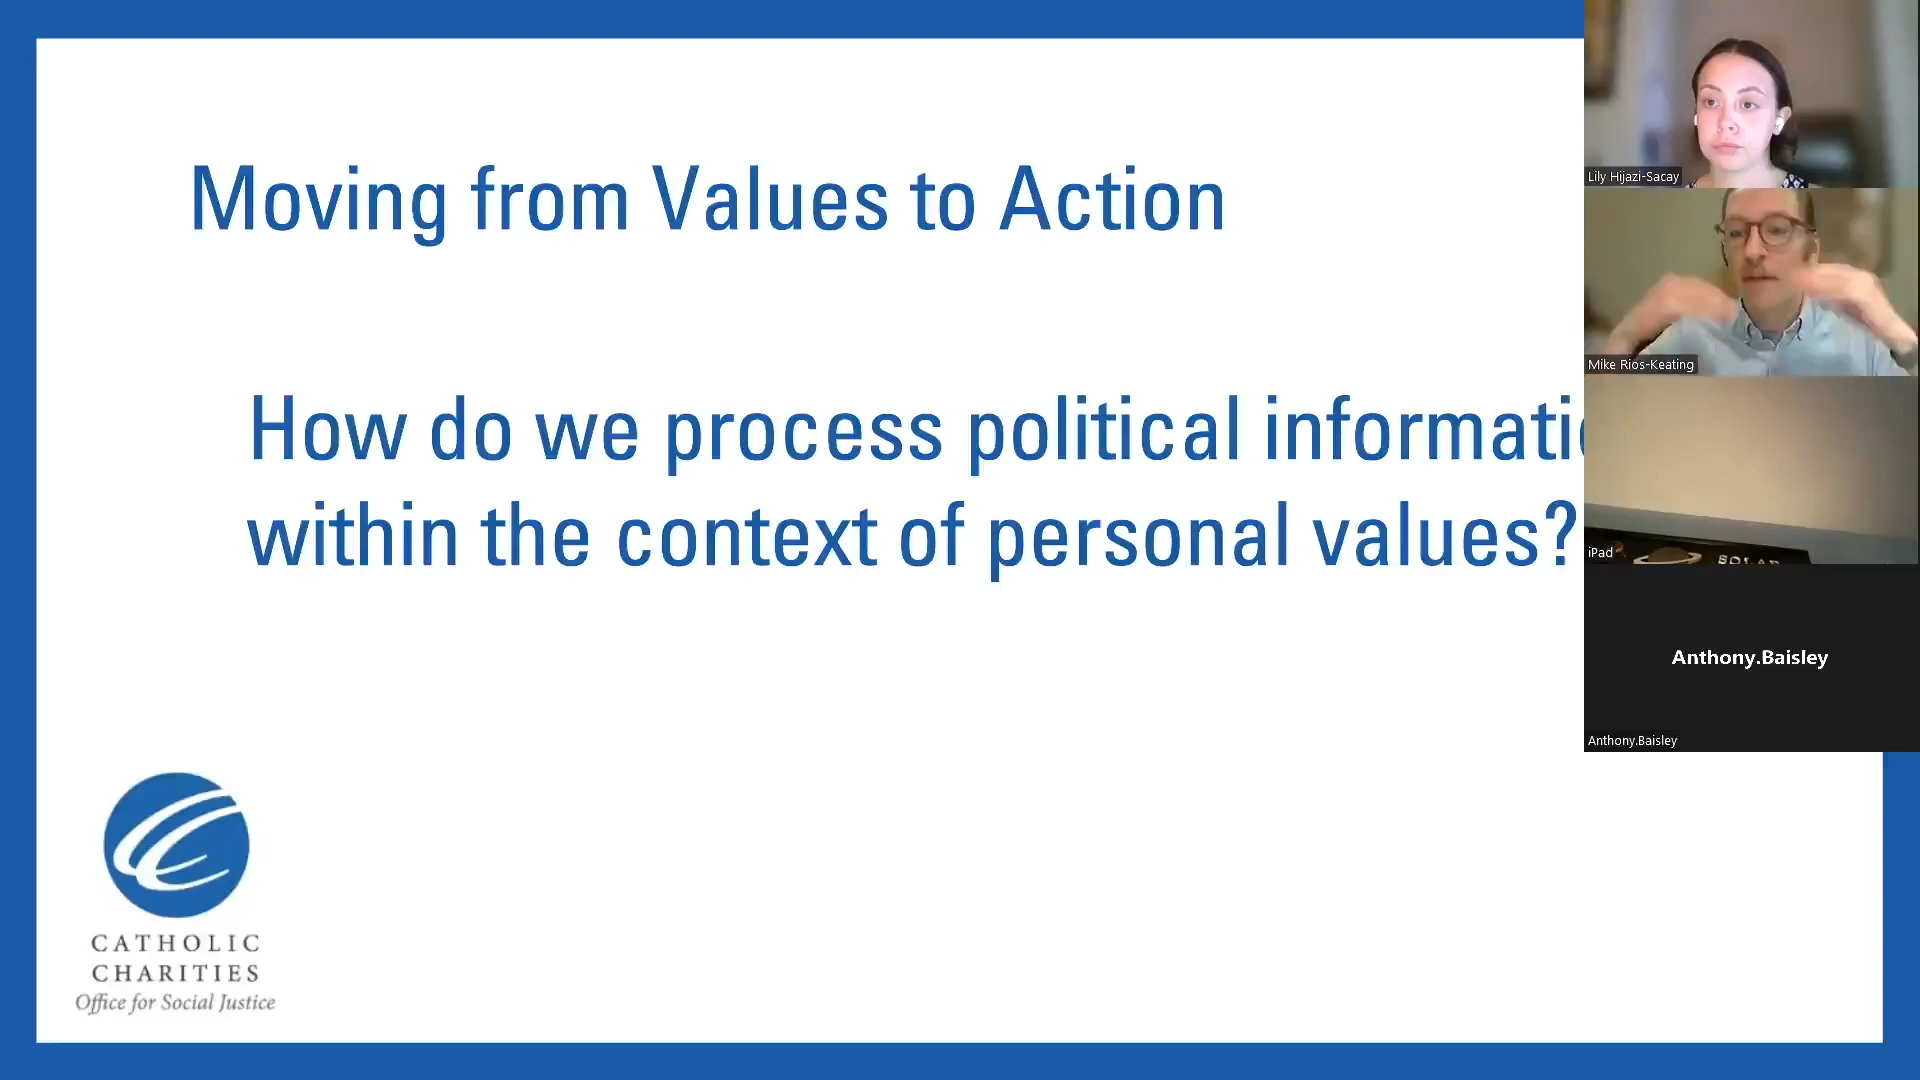 Moving from Values to Action
How do we process political informati
within the context of personal values?
CATHOLIC
CHARITIES
Office for Social Justice
Lily Hijazi-Sacay
Mike Rios-Keating
iPad
Anthony.Baisley
Anthony.Baisley